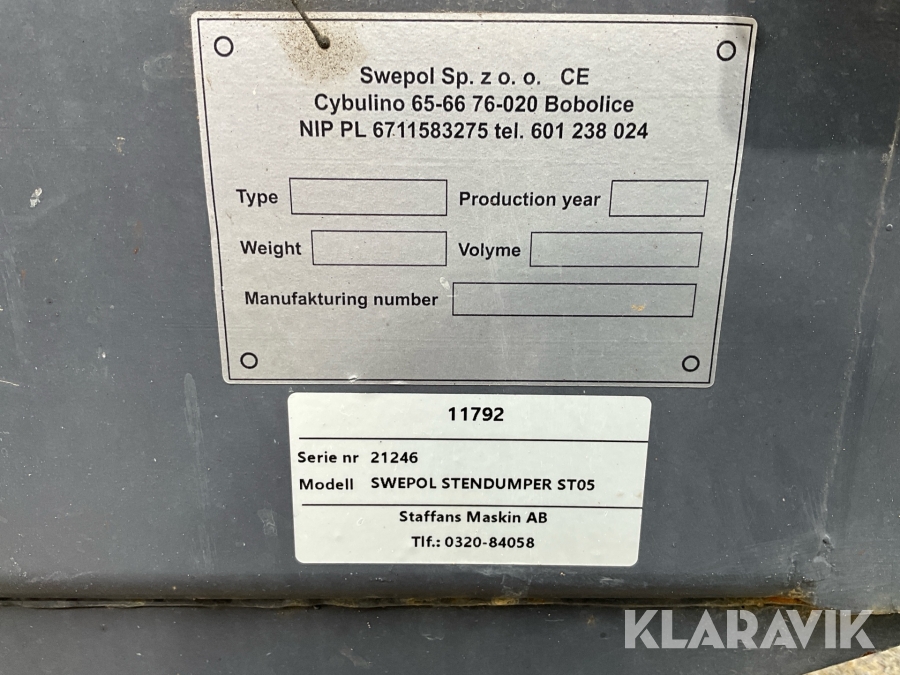 Swepol Sp. z o. o. CE
Cybulino 65-66 76-020 Bobolice
NIP PL 6711583275 tel. 601 238 024
Type Production year
Weight Volyme
Manufakturing number
11792
Serie nr 21246
Modell SWEPOL STENDUMPER ST05
Staffans Maskin AB
Tlf.: 0320-84058
KLARAVIK